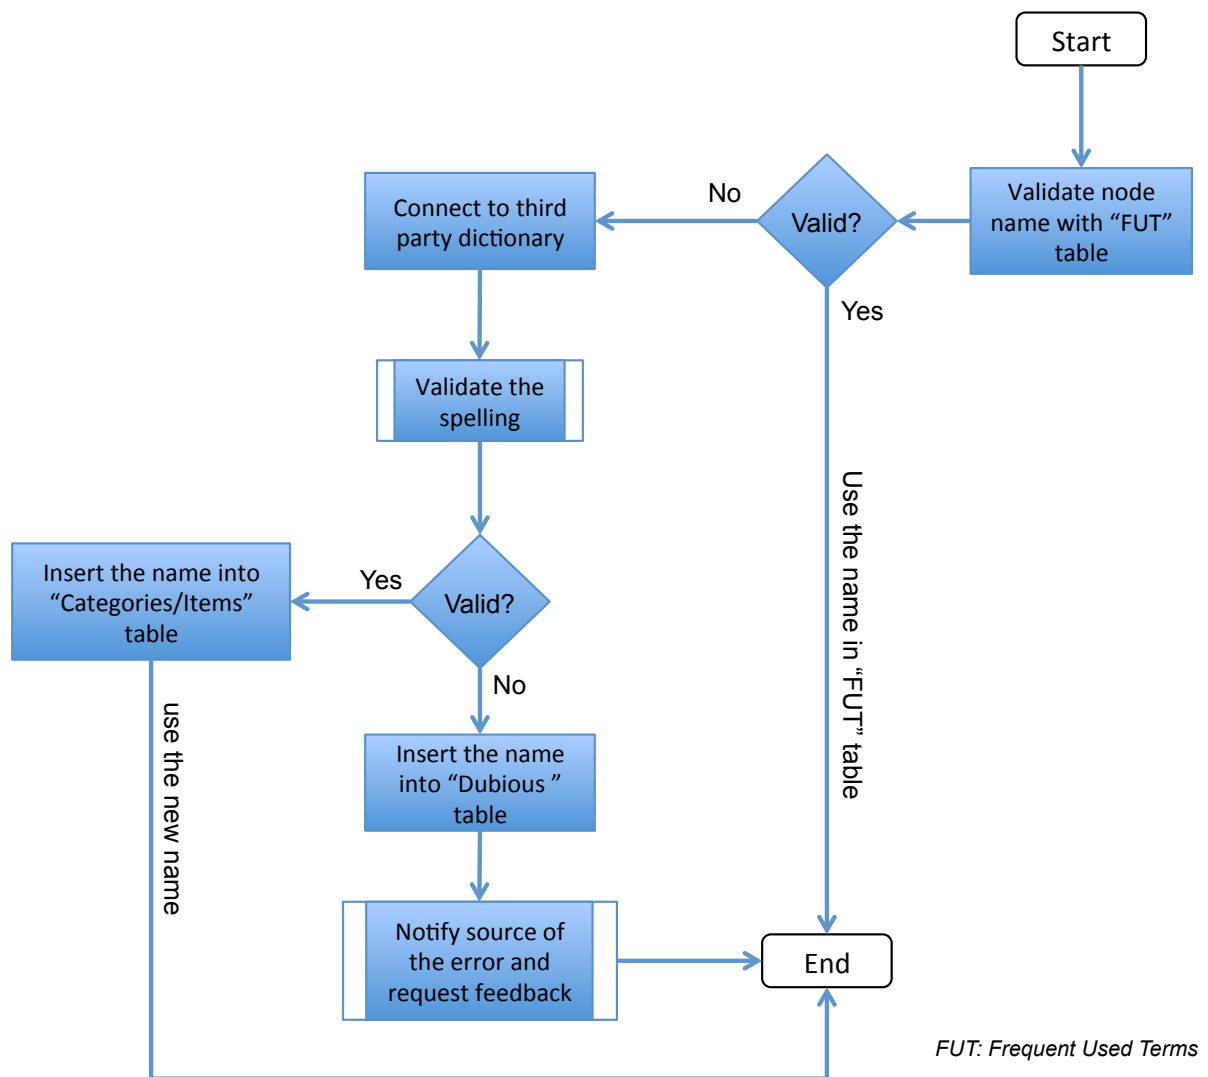 Start
Validate node
name with “FUT”
table
Valid?
No
Yes
Connect to third
party dictionary
Validate the
spelling
Valid?
Yes
No
Insert the name into
“Categories/Items”
table
use the new name
Insert the name
into “Dubious ”
table
Notify source of
the error and
request feedback
Use the name in “FUT” table
End
FUT: Frequent Used Terms